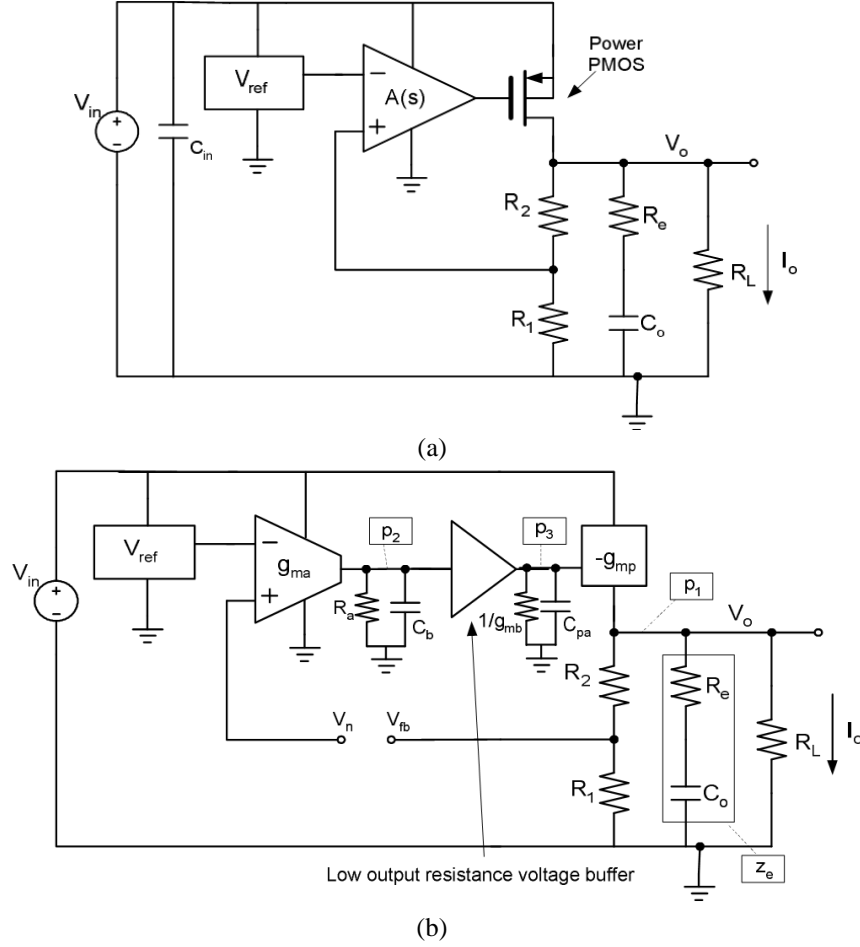 Power
PMOS
V_in
C_in
V_ref
−
+
A(s)
V_o
R_2
R_e
R_L
I_o
R_1
C_o
(a)
V_in
V_ref
−
+
g_ma
p_2
R_a
C_b
p_3
1/g_mb
C_pa
-g_mp
p_1
V_o
R_2
R_e
R_L
I_o
V_n
V_fb
R_1
C_o
z_e
Low output resistance voltage buffer
(b)